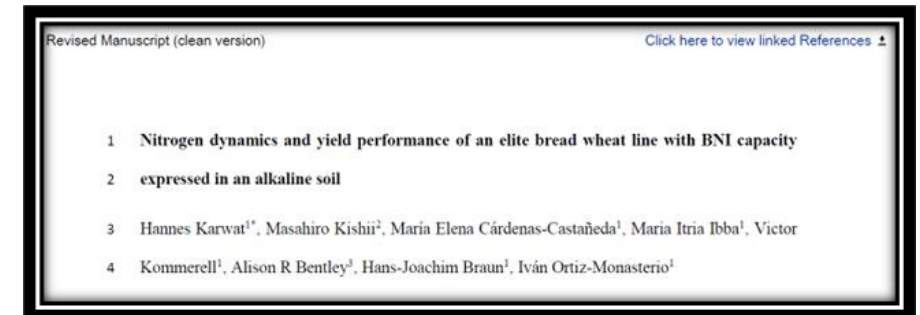 Revised Manuscript (clean version) Click here to view linked References ±
1 Nitrogen dynamics and yield performance of an elite bread wheat line with BNI capacity
2 expressed in an alkaline soil
3 Hannes Karwat¹*, Masahiro Kishii², María Elena Cárdenas-Castañeda¹, Maria Itria Ibba¹, Victor
4 Kommerell¹, Alison R Bentley³, Hans-Joachim Braun¹, Iván Ortiz-Monasterio¹